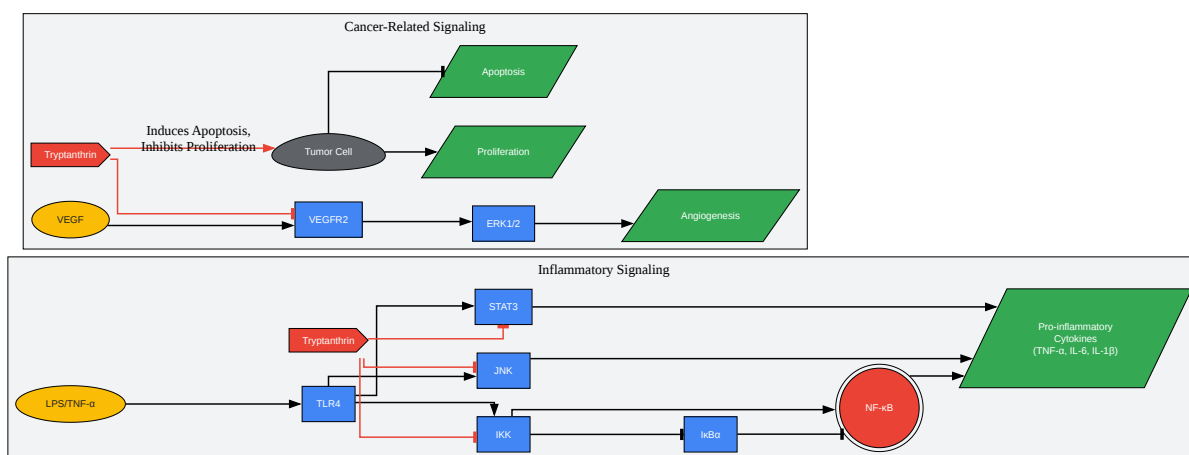 Cancer-Related Signaling
Apoptosis
Induces Apoptosis,
Inhibits Proliferation
Tryptanthrin
Tumor Cell
Proliferation
VEGF
VEGFR2
ERK1/2
Angiogenesis
Inflammatory Signaling
STAT3
Tryptanthrin
Pro-inflammatory
Cytokines
(TNF-α, IL-6, IL-1β)
JNK
LPS/TNF-α
TLR4
NF-κB
IKK
IκBα